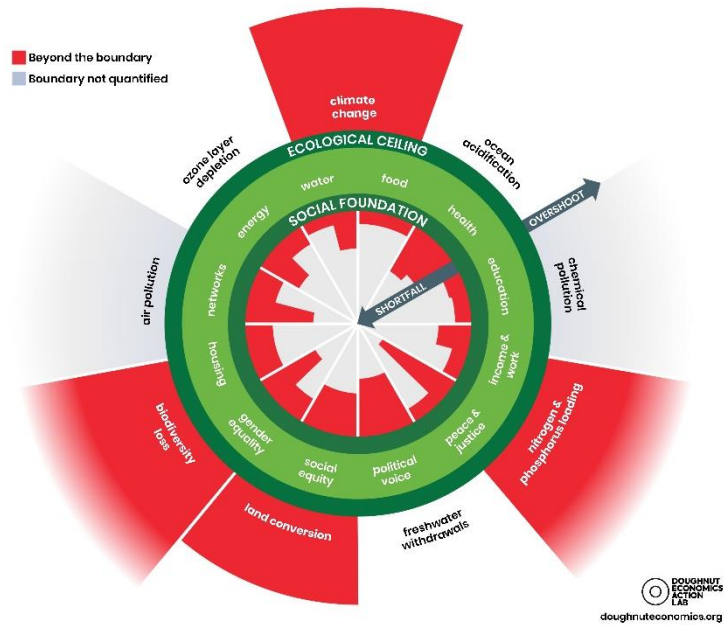 Beyond the boundary
Boundary not quantified
climate
change
ozone layer
depletion
ocean
acidification
ECOLOGICAL CEILING
water
food
energy
health
SOCIAL FOUNDATION
OVERSHOOT
networks
education
SHORTFALL
air pollution
chemical
pollution
housing
income
& work
biodiversity
loss
gender
equality
peace &
justice
nitrogen &
phosphorus loading
social
equity
political
voice
land conversion
freshwater
withdrawals
DOUGHNUT
ECONOMICS
ACTION
LAB
doughnuteconomics.org